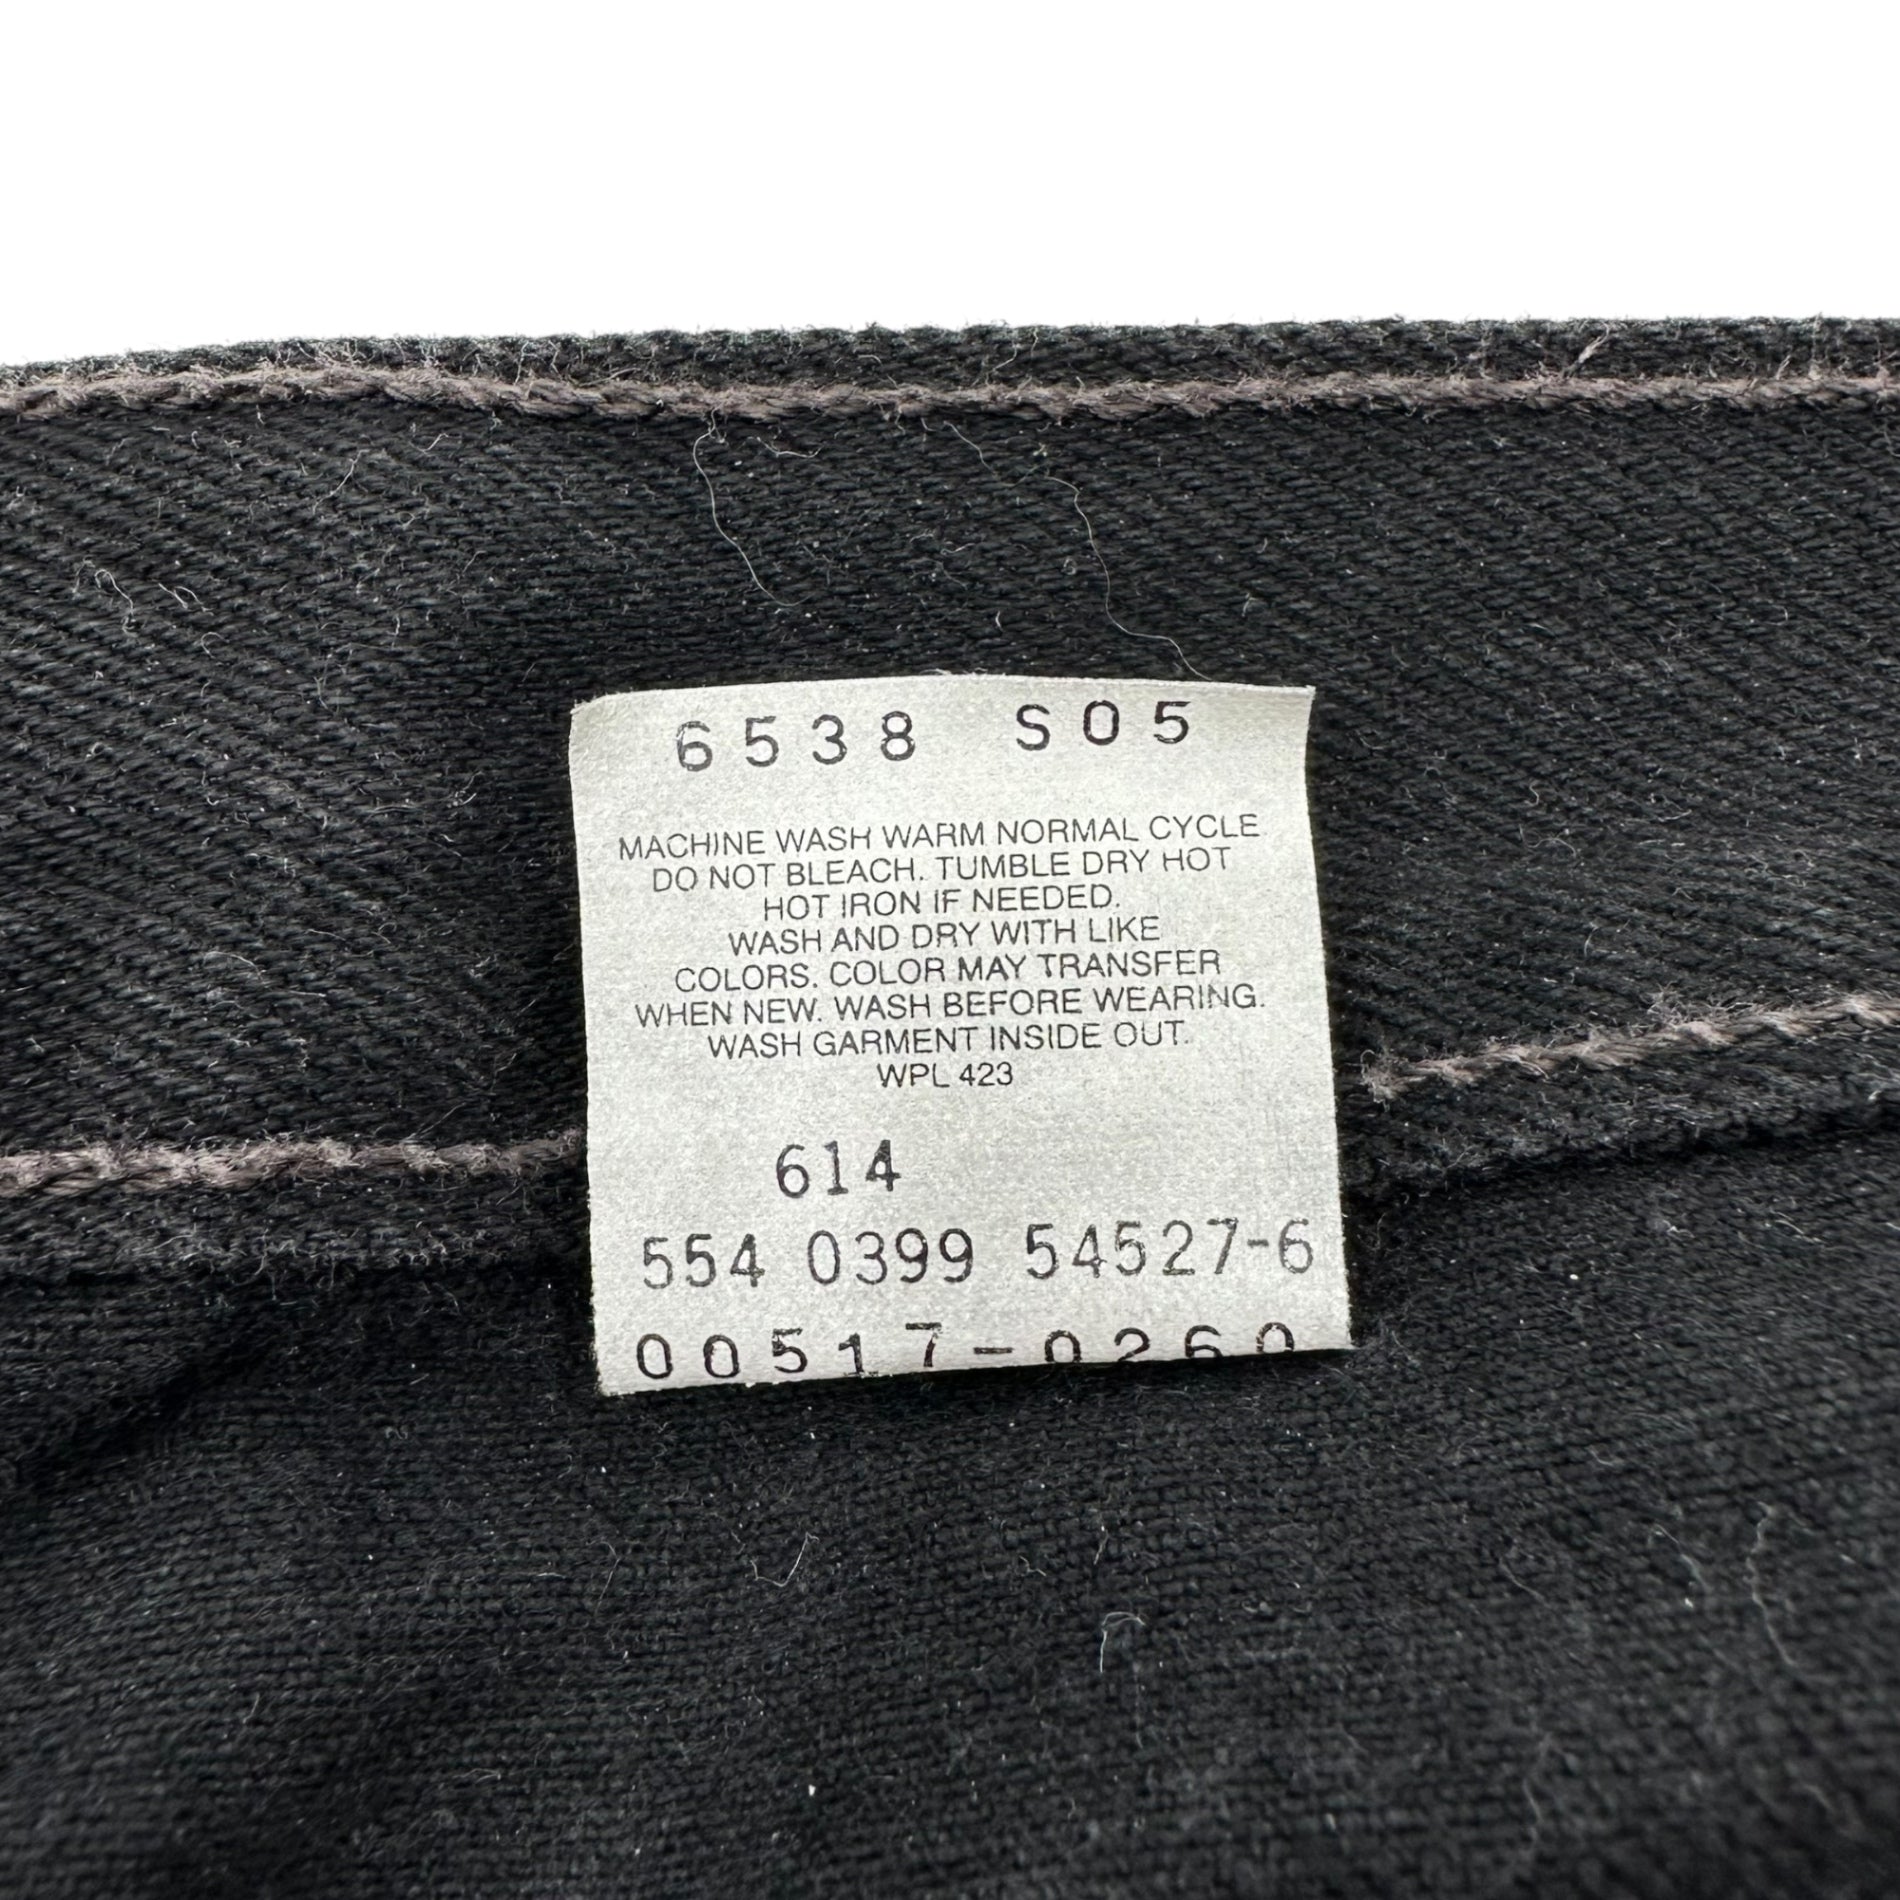 6538 S05
MACHINE WASH WARM NORMAL CYCLE
DO NOT BLEACH. TUMBLE DRY HOT
HOT IRON IF NEEDED.
WASH AND DRY WITH LIKE
COLORS. COLOR MAY TRANSFER
WHEN NEW. WASH BEFORE WEARING.
WASH GARMENT INSIDE OUT.
WPL 423
614
554 0399 54527-6
00517-0260